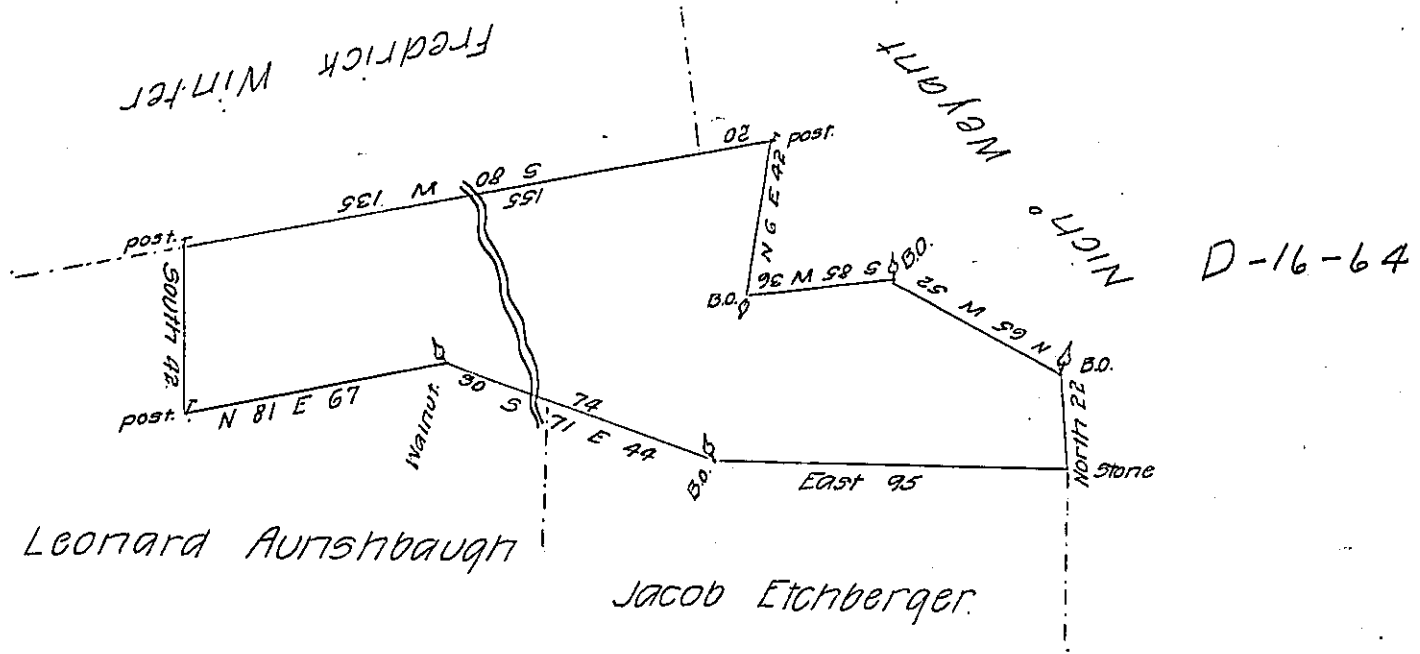 Fredrick Winter
Nich° Weyant
D-16-64
S 80 W 135
155
20
post.
N 6 E 42
B.O.
S 85 W 36
B.O.
N 65 W 52
B.O.
North 22
Stone
East 95
B.O.
S 71 E 44
74
30
Walnut.
N 81 E 67
post.
South 42
post.
Leonard Aunshbaugh
Jacob Etchberger.